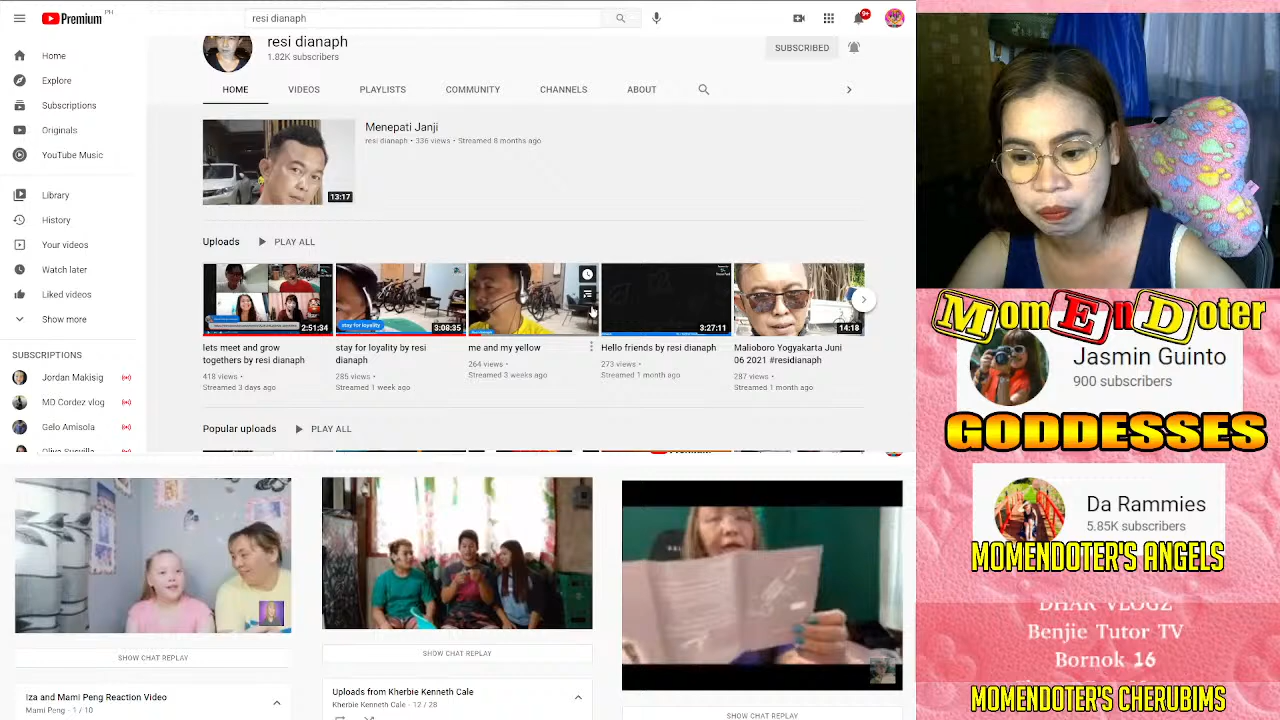 Premium PH
resi dianaph
9+
resi dianaph
1.82K subscribers
SUBSCRIBED
HOME
VIDEOS
PLAYLISTS
COMMUNITY
CHANNELS
ABOUT
Home
Explore
Subscriptions
Originals
YouTube Music
Library
History
Your videos
Watch later
Liked videos
Show more
SUBSCRIPTIONS
Jordan Makisig
MD Cordez vlog
Gelo Amisola
Menepati Janji
resi dianaph • 336 views • Streamed 8 months ago
13:17
Uploads
PLAY ALL
2:51:34
lets meet and grow
togethers by resi dianaph
418 views •
Streamed 3 days ago
stay for loyality
3:08:35
stay for loyality by resi
dianaph
285 views •
Streamed 1 week ago
me and my yellow
264 views •
Streamed 3 weeks ago
3:27:11
Hello friends by resi dianaph
273 views •
Streamed 1 month ago
14:18
Malioboro Yogyakarta Juni
06 2021 #residianaph
287 views •
Streamed 1 month ago
Popular uploads
PLAY ALL
SHOW CHAT REPLAY
Iza and Mami Peng Reaction Video
Mami Peng - 1 / 10
SHOW CHAT REPLAY
Uploads from Kherbie Kenneth Cale
Kherbie Kenneth Cale - 12 / 28
SHOW CHAT REPLAY
MomEnDoter
Jasmin Guinto
900 subscribers
GODDESSES
Da Rammies
5.85K subscribers
MOMENDOTER'S ANGELS
DHAR VLOGZ
Benjie Tutor TV
Bornok 16
MOMENDOTER'S CHERUBIMS